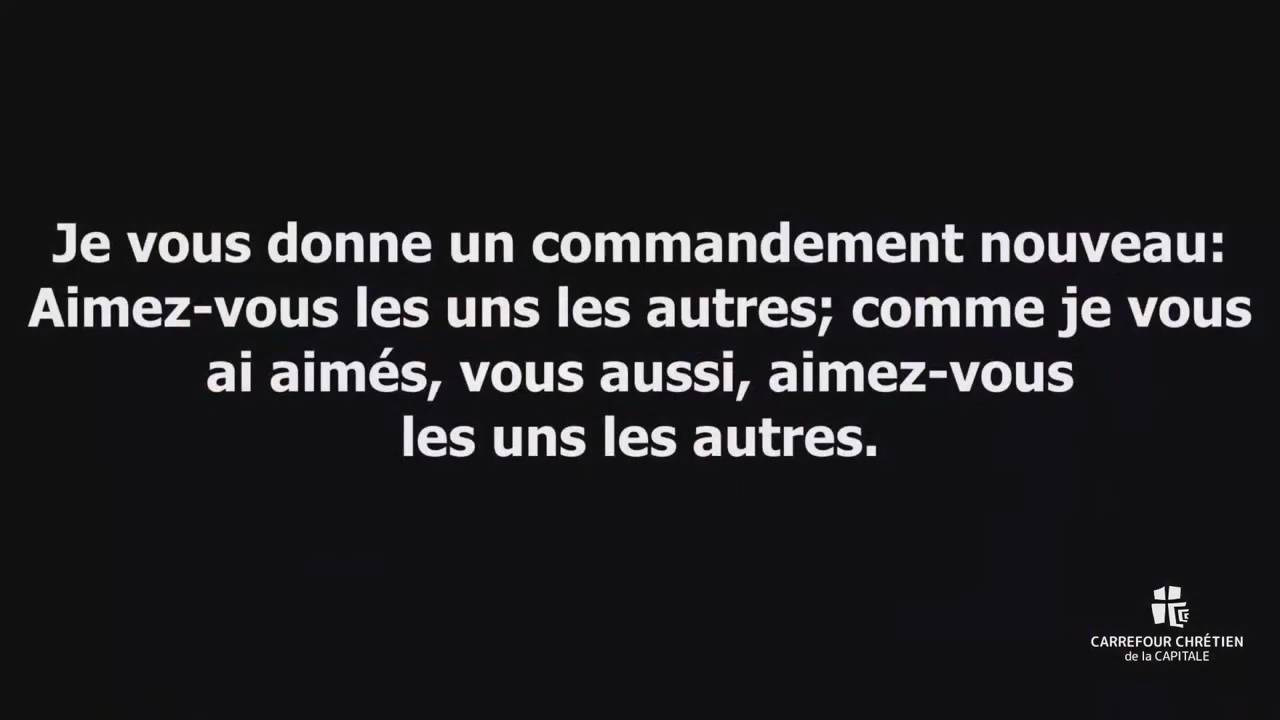 Je vous donne un commandement nouveau:
Aimez-vous les uns les autres; comme je vous
ai aimés, vous aussi, aimez-vous
les uns les autres.
CARREFOUR CHRÉTIEN
de la CAPITALE